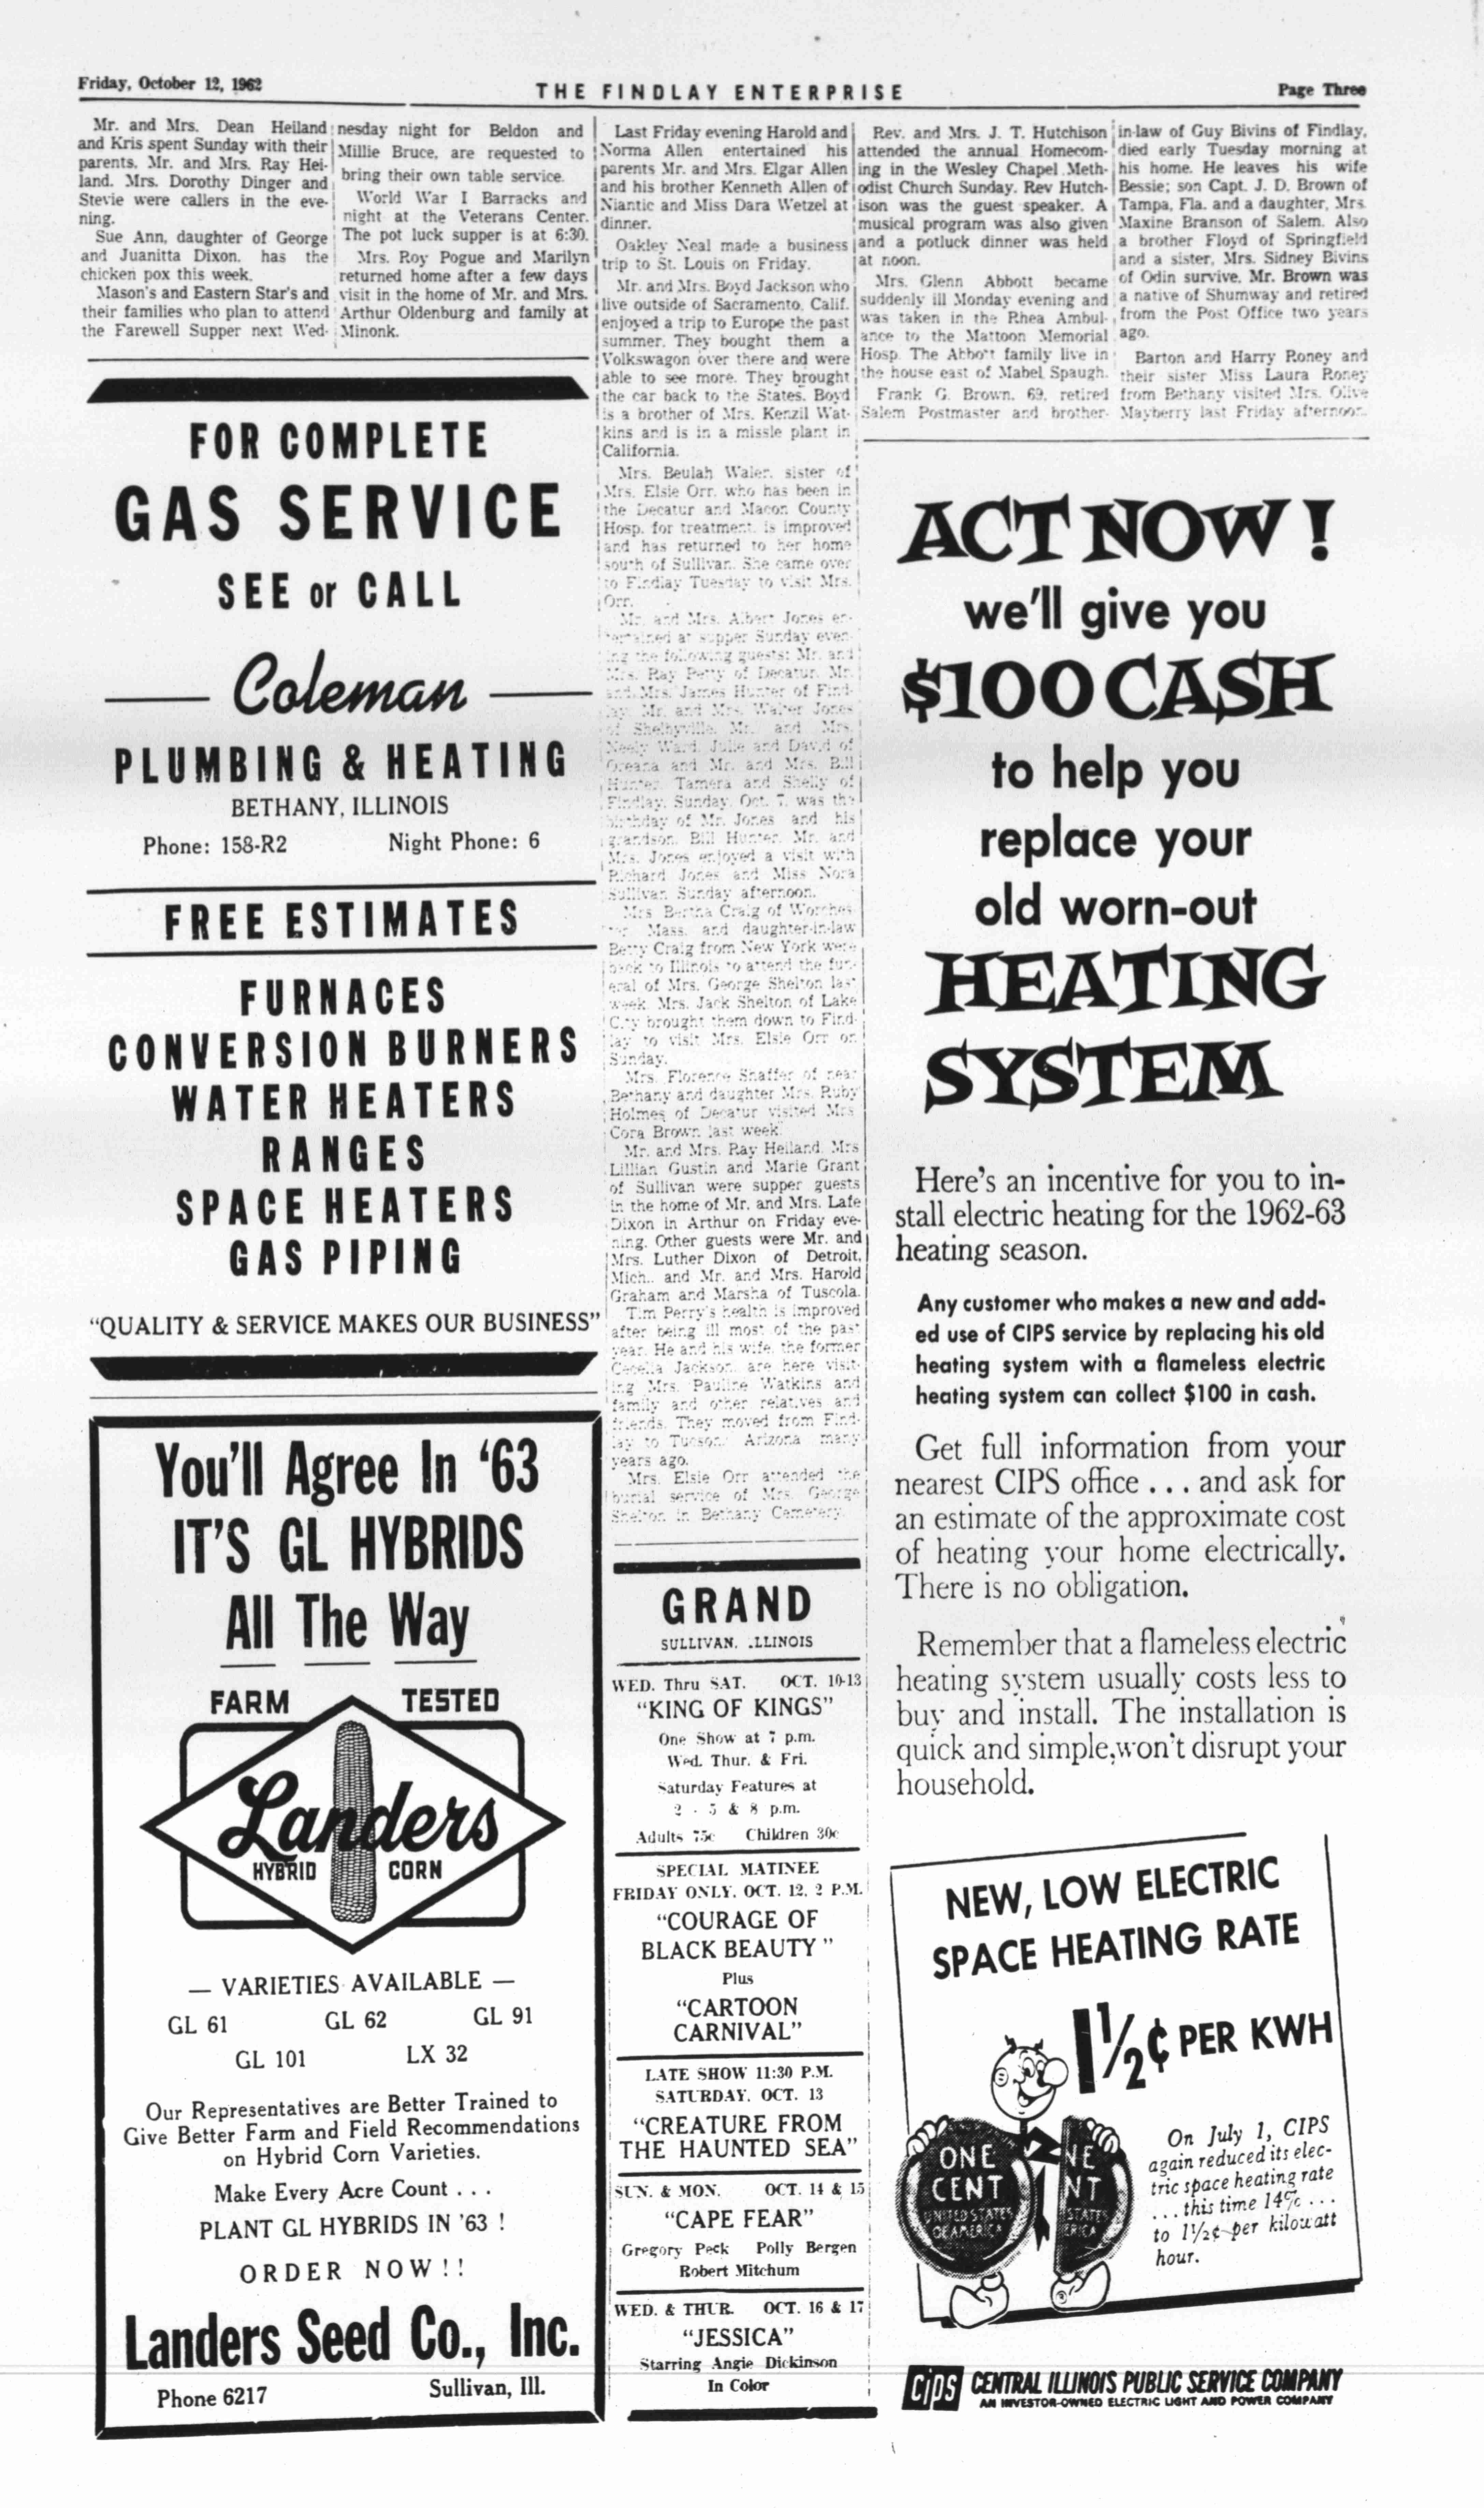 Friday, October 12, 1962
THE FINDLAY ENTERPRISE
Page Three
Mr. and Mrs. Dean Heiland
and Kris spent Sunday with their
parents, Mr. and Mrs. Ray Hei-
land. Mrs. Dorothy Dinger and
Stevie were callers in the eve-
ning.
Sue Ann, daughter of George
and Juanitta Dixon, has the
chicken pox this week.
Mason's and Eastern Star's and
their families who plan to attend
the Farewell Supper next Wed-
nesday night for Beldon and
Millie Bruce, are requested to
bring their own table service.
World War I Barracks and
night at the Veterans Center.
The pot luck supper is at 6:30.
Mrs. Roy Pogue and Marilyn
returned home after a few days
visit in the home of Mr. and Mrs.
Arthur Oldenburg and family at
Minonk.
FOR COMPLETE
GAS SERVICE
SEE or CALL
Coleman
PLUMBING & HEATING
BETHANY, ILLINOIS
Phone: 158-R2 Night Phone: 6
FREE ESTIMATES
FURNACES
CONVERSION BURNERS
WATER HEATERS
RANGES
SPACE HEATERS
GAS PIPING
"QUALITY & SERVICE MAKES OUR BUSINESS"
You'll Agree In '63
IT'S GL HYBRIDS
All The Way
FARM TESTED
Landers
HYBRID CORN
— VARIETIES AVAILABLE —
GL 61 GL 62 GL 91
GL 101 LX 32
Our Representatives are Better Trained to
Give Better Farm and Field Recommendations
on Hybrid Corn Varieties.
Make Every Acre Count . . .
PLANT GL HYBRIDS IN '63 !
ORDER NOW ! !
Landers Seed Co., Inc.
Phone 6217 Sullivan, Ill.
Last Friday evening Harold and
Norma Allen entertained his
parents Mr. and Mrs. Elgar Allen
and his brother Kenneth Allen of
Niantic and Miss Dara Wetzel at
dinner.
Oakley Neal made a business
trip to St. Louis on Friday.
Mr. and Mrs. Boyd Jackson who
live outside of Sacramento, Calif.
enjoyed a trip to Europe the past
summer. They bought them a
Volkswagon over there and were
able to see more. They brought
the car back to the States. Boyd
is a brother of Mrs. Kenzil Wat-
kins and is in a missle plant in
California.
Mrs. Beulah Waler, sister of
Mrs. Elsie Orr, who has been in
the Decatur and Macon County
Hosp. for treatment, is improved
and has returned to her home
south of Sullivan. She came over
to Findlay Tuesday to visit Mrs.
Orr.
Mr. and Mrs. Albert Jones en-
tertained at supper Sunday even-
ing the following guests: Mr. and
Mrs. Ray Petty of Decatur, Mr.
and Mrs. James Hunter of Find-
lay, Mr. and Mrs. Walter Jones
of Shelbyville, Mr. and Mrs.
Neely Ward, Julie and David of
Oreana and Mr. and Mrs. Bill
Hunter, Tamera and Shelly of
Findlay. Sunday, Oct. 7, was the
birthday of Mr. Jones and his
grandson, Bill Hunter. Mr. and
Mrs. Jones enjoyed a visit with
Richard Jones and Miss Nora
Sullivan Sunday afternoon.
Mrs. Bertha Craig of Worches-
ter, Mass. and daughter-in-law
Betty Craig from New York were
back to Illinois to attend the fun-
eral of Mrs. George Shelton last
week. Mrs. Jack Shelton of Lake
City brought them down to Find-
lay to visit Mrs. Elsie Orr on
Sunday.
Mrs. Florence Shaffer of near
Bethany and daughter Mrs. Ruby
Holmes of Decatur visited Mrs
Cora Brown last week.
Mr. and Mrs. Ray Heiland, Mrs
Lillian Gustin and Marie Grant
of Sullivan were supper guests
in the home of Mr. and Mrs. Lafe
Dixon in Arthur on Friday eve-
ning. Other guests were Mr. and
Mrs. Luther Dixon of Detroit,
Mich., and Mr. and Mrs. Harold
Graham and Marsha of Tuscola.
Tim Perry's health is improved
after being ill most of the past
year. He and his wife, the former
Cecelia Jackson, are here visit-
ing Mrs. Pauline Watkins and
family and other relatives and
friends. They moved from Find-
lay to Tucson, Arizona many
years ago.
Mrs. Elsie Orr attended the
burial service of Mrs. George
Shelton in Bethany Cemetery.
GRAND
SULLIVAN, .LLINOIS
WED. Thru SAT. OCT. 10-13
"KING OF KINGS"
One Show at 7 p.m.
Wed. Thur. & Fri.
Saturday Features at
2 - 5 & 8 p.m.
Adults 75c Children 30c
SPECIAL MATINEE
FRIDAY ONLY, OCT. 12, 2 P.M.
"COURAGE OF
BLACK BEAUTY"
Plus
"CARTOON
CARNIVAL"
LATE SHOW 11:30 P.M.
SATURDAY, OCT. 13
"CREATURE FROM
THE HAUNTED SEA"
SUN. & MON. OCT. 14 & 15
"CAPE FEAR"
Gregory Peck Polly Bergen
Robert Mitchum
WED. & THUR. OCT. 16 & 17
"JESSICA"
Starring Angie Dickinson
In Color
Rev. and Mrs. J. T. Hutchison
attended the annual Homecom-
ing in the Wesley Chapel Meth-
odist Church Sunday. Rev Hutch-
ison was the guest speaker. A
musical program was also given
and a potluck dinner was held
at noon.
Mrs. Glenn Abbott became
suddenly ill Monday evening and
was taken in the Rhea Ambul-
ance to the Mattoon Memorial
Hosp. The Abbott family live in
the house east of Mabel Spaugh.
Frank G. Brown, 69, retired
Salem Postmaster and brother-
in-law of Guy Bivins of Findlay,
died early Tuesday morning at
his home. He leaves his wife
Bessie; son Capt. J. D. Brown of
Tampa, Fla. and a daughter, Mrs.
Maxine Branson of Salem. Also
a brother Floyd of Springfield
and a sister, Mrs. Sidney Bivins
of Odin survive. Mr. Brown was
a native of Shumway and retired
from the Post Office two years
ago.
Barton and Harry Roney and
their sister Miss Laura Roney
from Bethany visited Mrs. Olive
Mayberry last Friday afternoon.
ACT NOW!
we'll give you
$100 CASH
to help you
replace your
old worn-out
HEATING
SYSTEM
Here's an incentive for you to in-
stall electric heating for the 1962-63
heating season.
Any customer who makes a new and add-
ed use of CIPS service by replacing his old
heating system with a flameless electric
heating system can collect $100 in cash.
Get full information from your
nearest CIPS office . . . and ask for
an estimate of the approximate cost
of heating your home electrically.
There is no obligation.
Remember that a flameless electric
heating system usually costs less to
buy and install. The installation is
quick and simple, won't disrupt your
household.
NEW, LOW ELECTRIC
SPACE HEATING RATE
1½¢ PER KWH
ONE
CENT
UNITED STATES
OF AMERICA
NE
NT
STATES
ERICA
On July 1, CIPS
again reduced its elec-
tric space heating rate
. . . this time 14% . . .
to 1½¢ per kilowatt
hour.
CIPS CENTRAL ILLINOIS PUBLIC SERVICE COMPANY
AN INVESTOR-OWNED ELECTRIC LIGHT AND POWER COMPANY